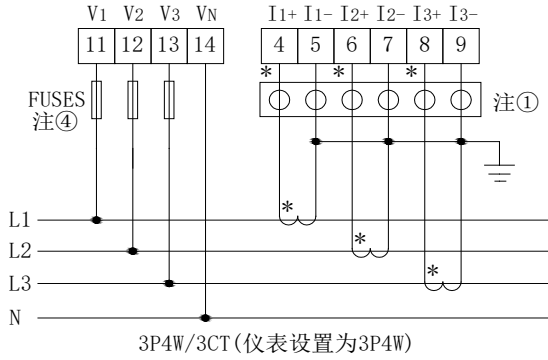 V1 V2 V3 VN I1+ I1- I2+ I2- I3+ I3-
11 12 13 14 4 5 6 7 8 9
* * *
FUSES
注④
注①
*
L1
*
L2
*
L3
N
3P4W/3CT(仪表设置为3P4W)